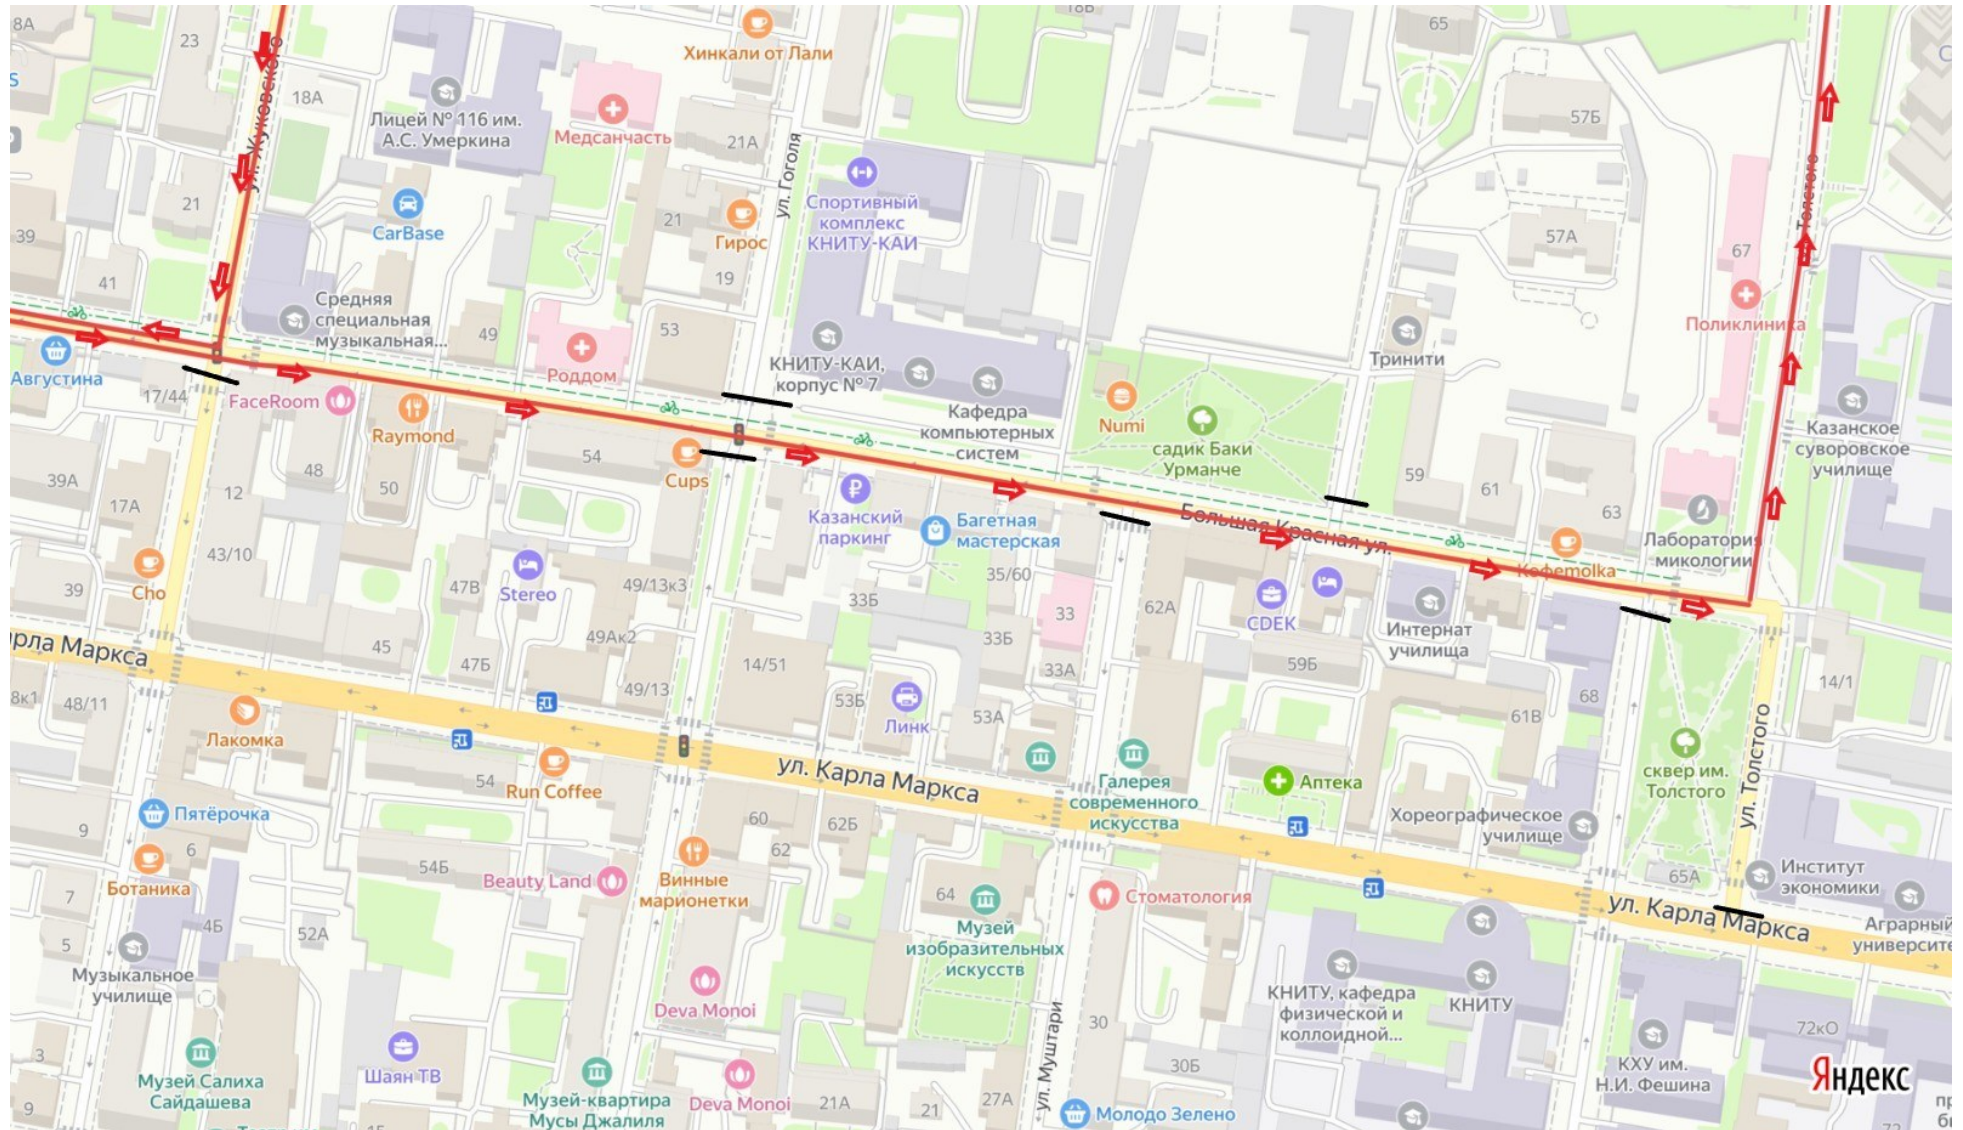 8А
23
Хинкали от Лали
18В
65
18А
Лицей № 116 им.
А.С. Умеркина
Медсанчасть
21А
57Б
ул. Жуковского
ул. Гоголя
21
Спортивный
комплекс
КНИТУ-КАИ
CarBase
21
Гирос
57А
67
Толстого
39
41
19
Средняя
специальная
музыкальная...
49
53
Поликлиника
Августина
Роддом
КНИТУ-КАИ,
корпус № 7
Тринити
17/44
FaceRoom
Raymond
Кафедра
компьютерных
систем
Numi
садик Баки
Урманче
Казанское
суворовское
училище
39А
17А
48
50
54
Cups
12
59
61
63
Казанский
паркинг
Багетная
мастерская
Большая Красная ул.
Лаборатория
микологии
43/10
Кофемolka
39
Cho
47В
Stereo
49/13к3
35/60
33Б
33
62А
CDEK
Интернат
училища
49Ак2
33Б
45
47Б
14/51
33А
59Б
Карла Маркса
8к1
48/11
49/13
53Б
Линк
53А
68
61В
14/1
Лакомка
ул. Карла Маркса
сквер им.
Толстого
ул. Толстого
54
Run Coffee
Галерея
современного
искусства
Аптека
Пятёрочка
9
60
62Б
Хореографическое
училище
6
Ботаника
54Б
Beauty Land
Винные
марионетки
62
65А
Институт
экономики
7
64
Стоматология
ул. Карла Маркса
4Б
52А
5
Музей
изобразительных
искусств
Аграрный
университе
Музыкальное
училище
Deva Monoi
КНИТУ, кафедра
физической и
коллоидной...
КНИТУ
30
72кО
3
Музей Салиха
Сайдашева
Шаян ТВ
Музей-квартира
Мусы Джалиля
Deva Monoi
ул. Муштари
30Б
КХУ им.
Н.И. Фешина
Яндекс
9
21А
21
27А
Молодо Зелено